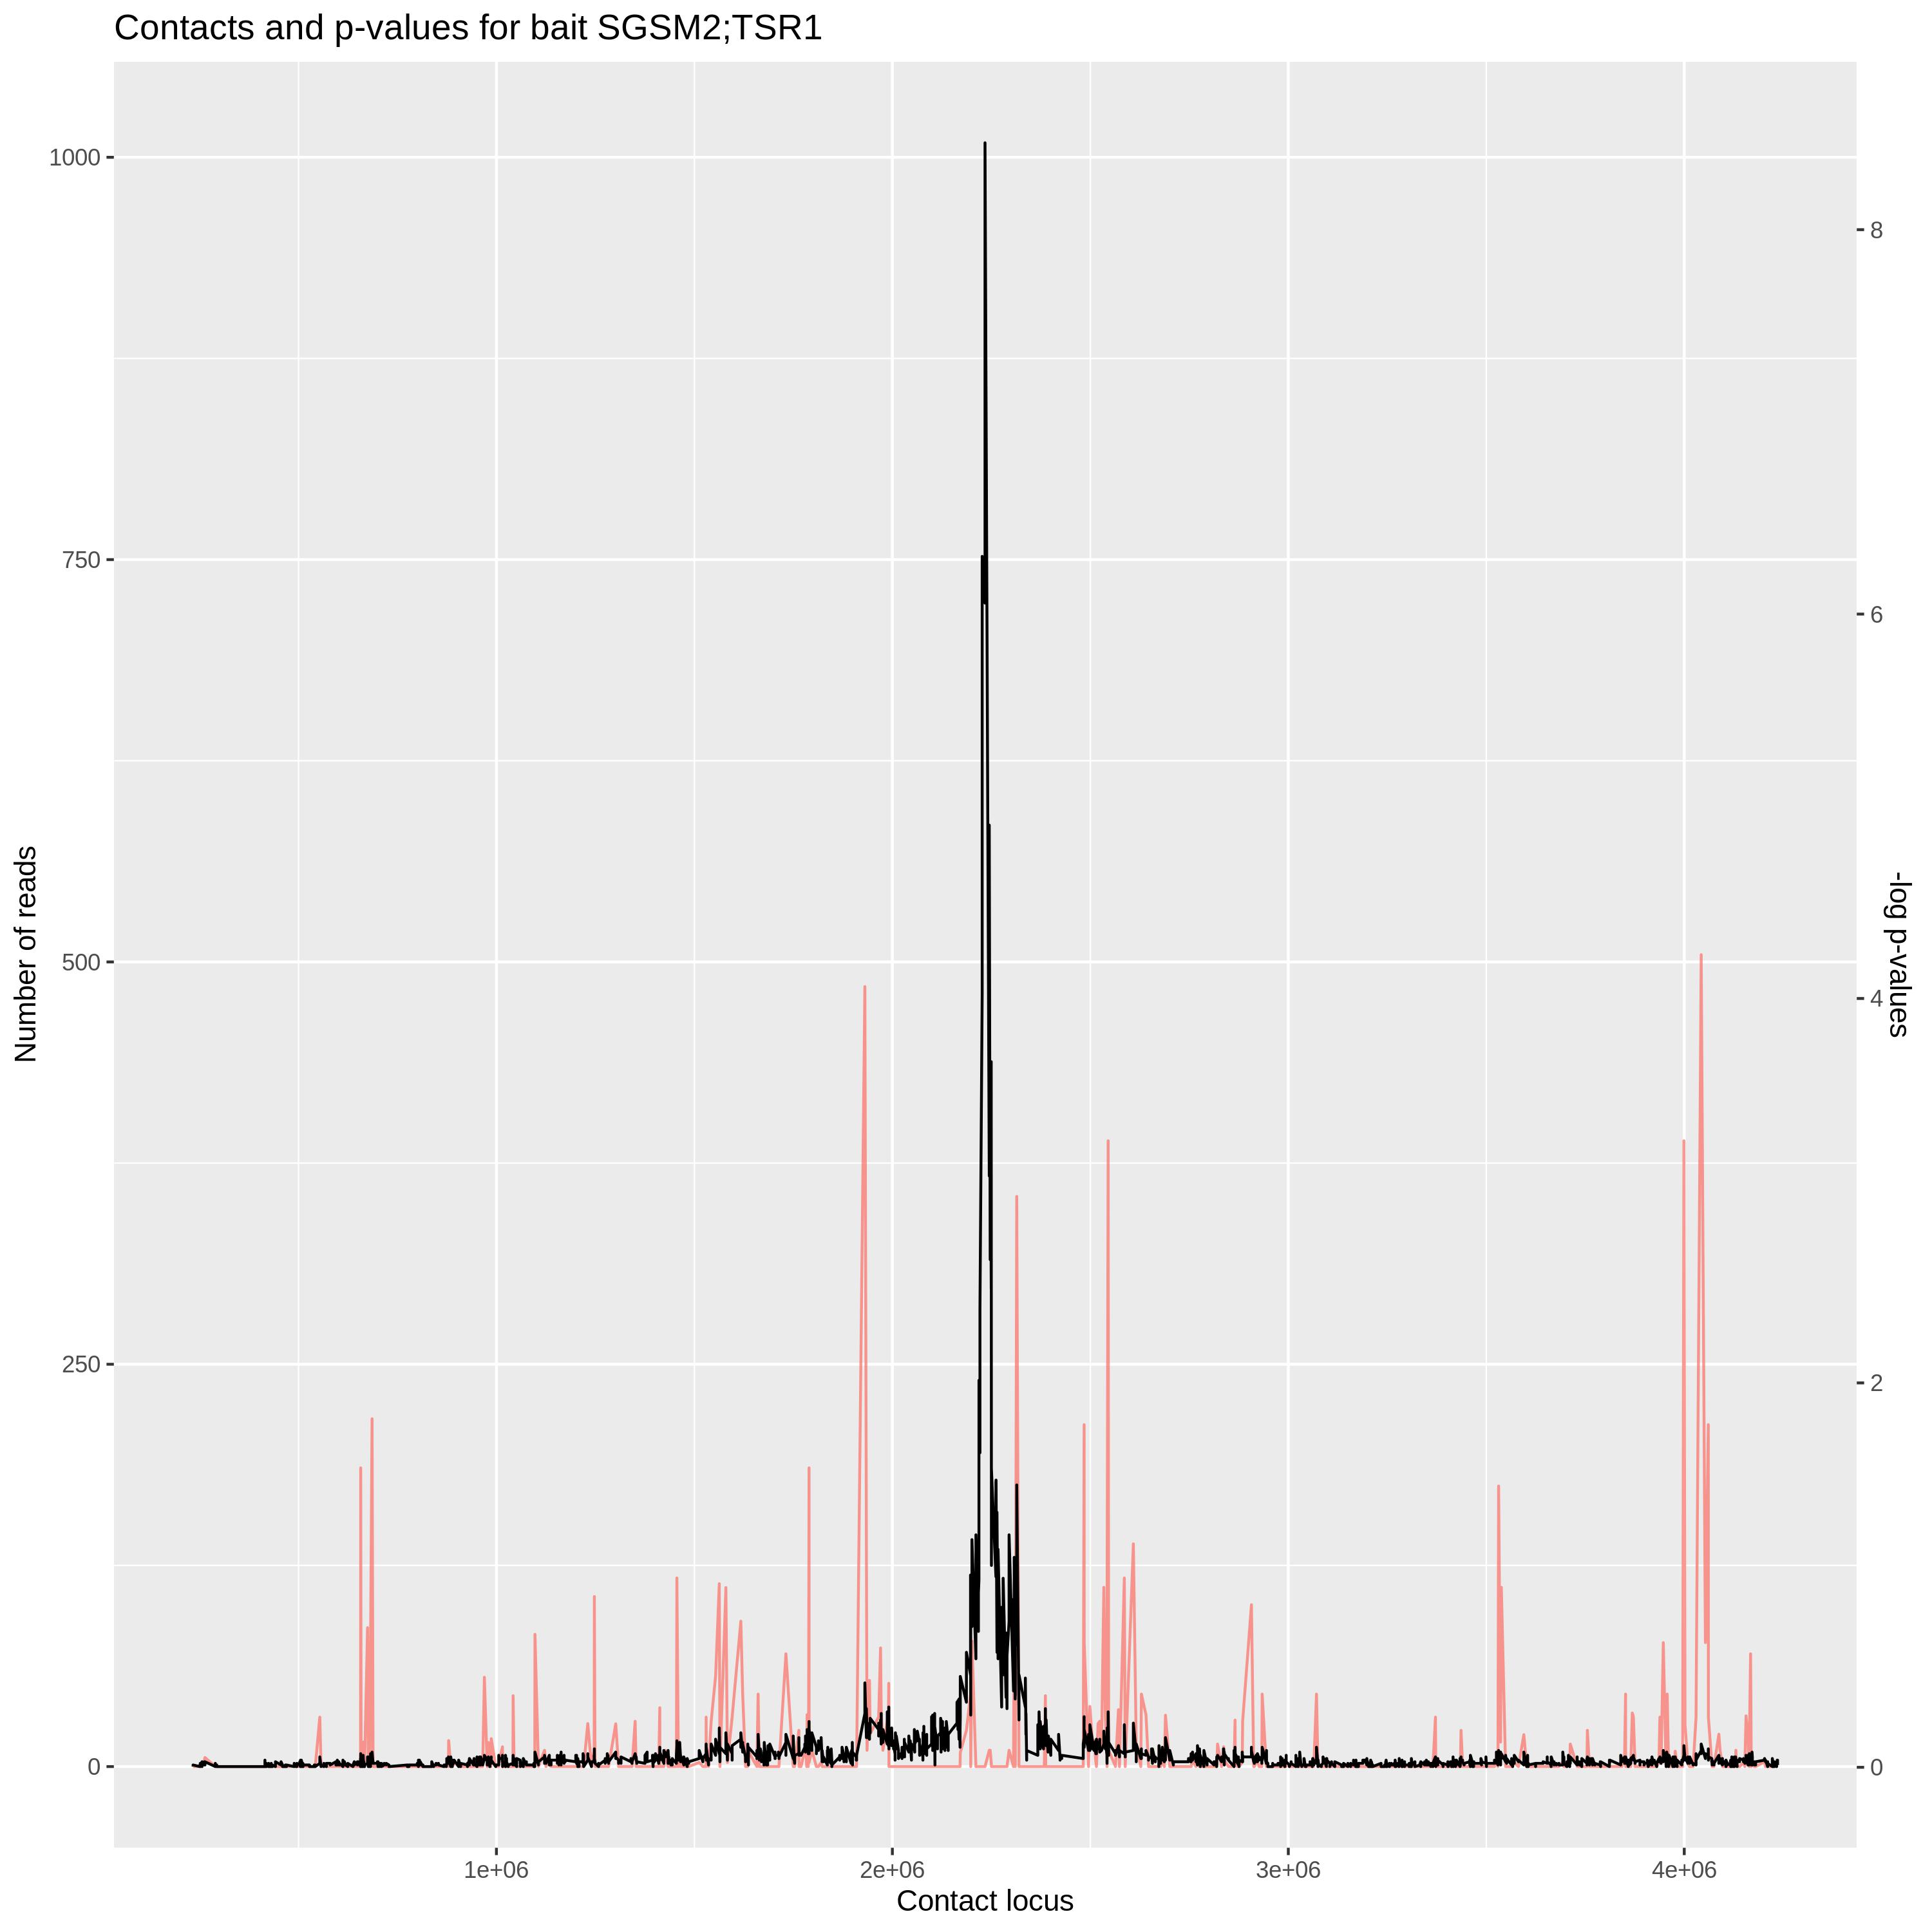 Contacts and p-values for bait SGSM2;TSR1
1000
750
500
250
0
Number of reads
8
6
4
2
0
-log p-values
1e+06
2e+06
3e+06
4e+06
Contact locus